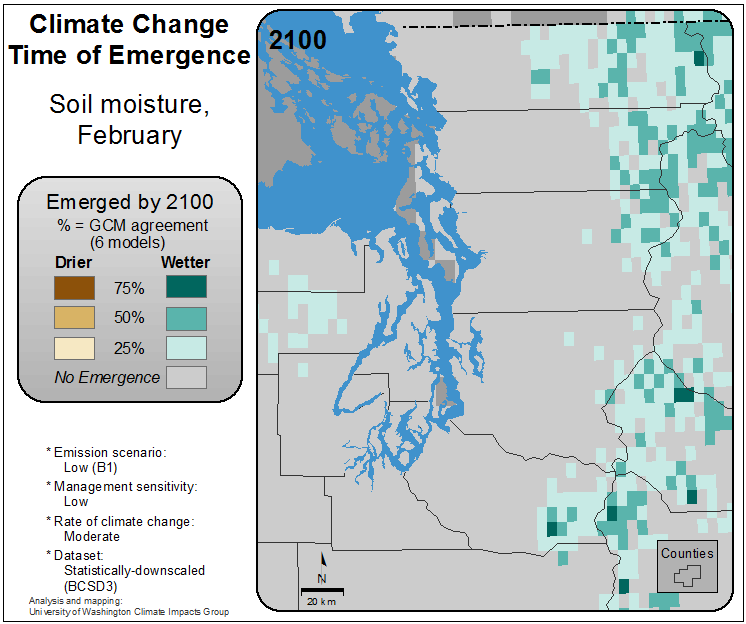 Climate Change
Time of Emergence
Soil moisture,
February
Emerged by 2100
% = GCM agreement
(6 models)
Drier Wetter
75%
50%
25%
No Emergence
* Emission scenario:
Low (B1)
* Management sensitivity:
Low
* Rate of climate change:
Moderate
* Dataset:
Statistically-downscaled
(BCSD3)
Analysis and mapping:
University of Washington Climate Impacts Group
2100
N
20 km
Counties